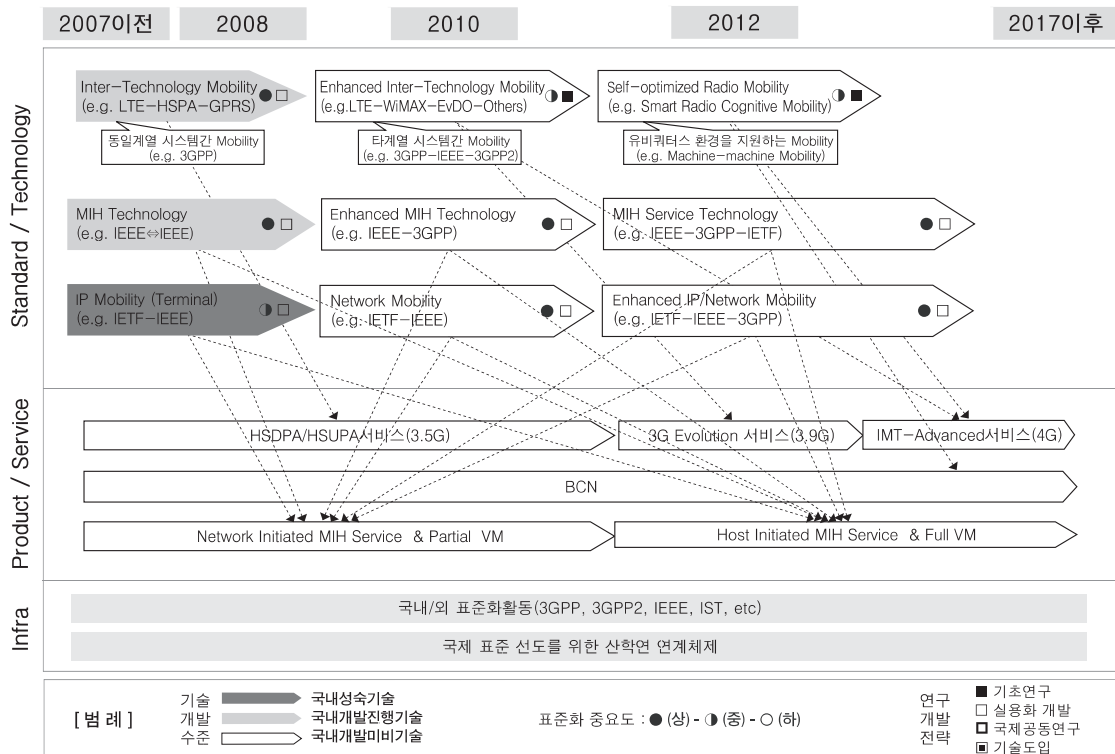 2007이전
2008
2010
2012
2017이후
Standard / Technology
Inter-Technology Mobility
(e.g. LTE-HSPA-GPRS)
Enhanced Inter-Technology Mobility
(e.g.LTE-WiMAX-EvDO-Others)
Self-optimized Radio Mobility
(e.g. Smart Radio Cognitive Mobility)
동일계열 시스템간 Mobility
(e.g. 3GPP)
타계열 시스템간 Mobility
(e.g. 3GPP-IEEE-3GPP2)
유비쿼터스 환경을 지원하는 Mobility
(e.g. Machine-machine Mobility)
MIH Technology
(e.g. IEEE⇔IEEE)
Enhanced MIH Technology
(e.g. IEEE-3GPP)
MIH Service Technology
(e.g. IEEE-3GPP-IETF)
IP Mobility (Terminal)
(e.g. IETF-IEEE)
Network Mobility
(e.g. IETF-IEEE)
Enhanced IP/Network Mobility
(e.g. IETF-IEEE-3GPP)
Product / Service
HSDPA/HSUPA서비스(3.5G)
3G Evolution 서비스(3.9G)
IMT-Advanced서비스(4G)
BCN
Network Initiated MIH Service & Partial VM
Host Initiated MIH Service & Full VM
Infra
국내/외 표준화활동(3GPP, 3GPP2, IEEE, IST, etc)
국제 표준 선도를 위한 산학연 연계체제
[범 례]
기술
개발
수준
국내성숙기술
국내개발진행기술
국내개발미비기술
표준화 중요도 : ● (상) - ◑ (중) - ○ (하)
연구
개발
전략
■ 기초연구
□ 실용화 개발
□ 국제공동연구
▣ 기술도입